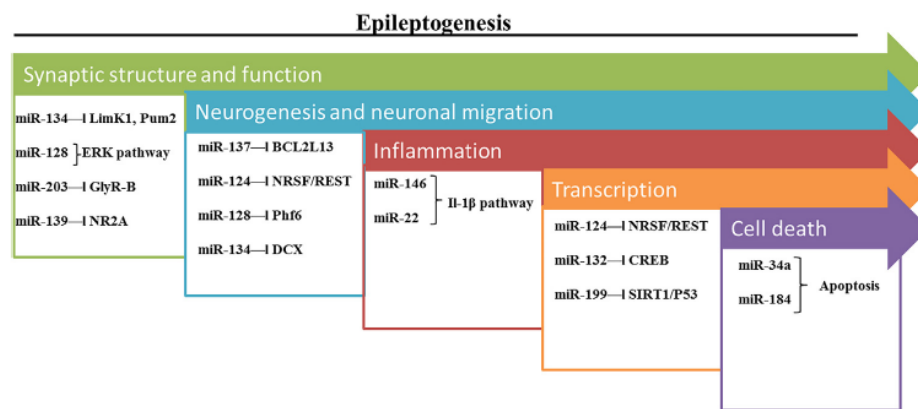 Epileptogenesis
Synaptic structure and function
miR-134—| LimK1, Pum2
miR-128 }ERK pathway
miR-203—| GlyR-B
miR-139—| NR2A
Neurogenesis and neuronal migration
miR-137—| BCL2L13
miR-124—| NRSF/REST
miR-128—| Phf6
miR-134—| DCX
Inflammation
miR-146
miR-22
Il-1β pathway
Transcription
miR-124—| NRSF/REST
miR-132—| CREB
miR-199—| SIRT1/P53
Cell death
miR-34a
miR-184
Apoptosis